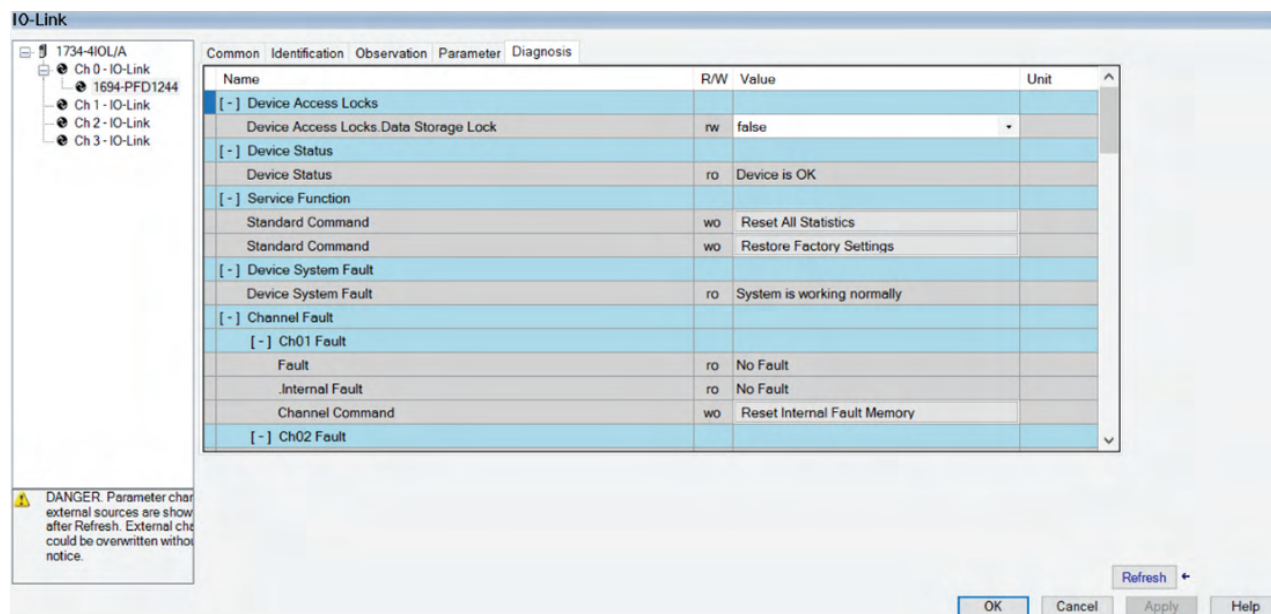 IO-Link
1734-4IOL/A
Ch 0 - IO-Link
1694-PFD1244
Ch 1 - IO-Link
Ch 2 - IO-Link
Ch 3 - IO-Link
DANGER. Parameter char
external sources are show
after Refresh. External cha
could be overwritten withou
notice.
Common Identification Observation Parameter Diagnosis
Name R/W Value Unit
[ - ] Device Access Locks
Device Access Locks.Data Storage Lock rw false
[ - ] Device Status
Device Status ro Device is OK
[ - ] Service Function
Standard Command wo Reset All Statistics
Standard Command wo Restore Factory Settings
[ - ] Device System Fault
Device System Fault ro System is working normally
[ - ] Channel Fault
[ - ] Ch01 Fault
Fault ro No Fault
.Internal Fault ro No Fault
Channel Command wo Reset Internal Fault Memory
[ - ] Ch02 Fault
Refresh
OK Cancel Apply Help